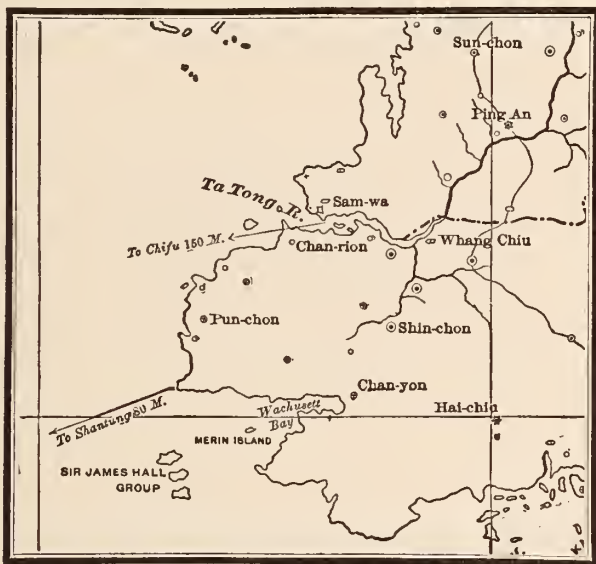 Sun-chon
Ping An
Ta Tong R.
Sam-wa
To Chifu 150 M.
Chan-rion
Whang Chiu
Pun-chon
Shin-chon
Chan-yon
Hai-chiu
Wachusett
Bay
To Shantung 80 M.
MERIN ISLAND
SIR JAMES HALL
GROUP